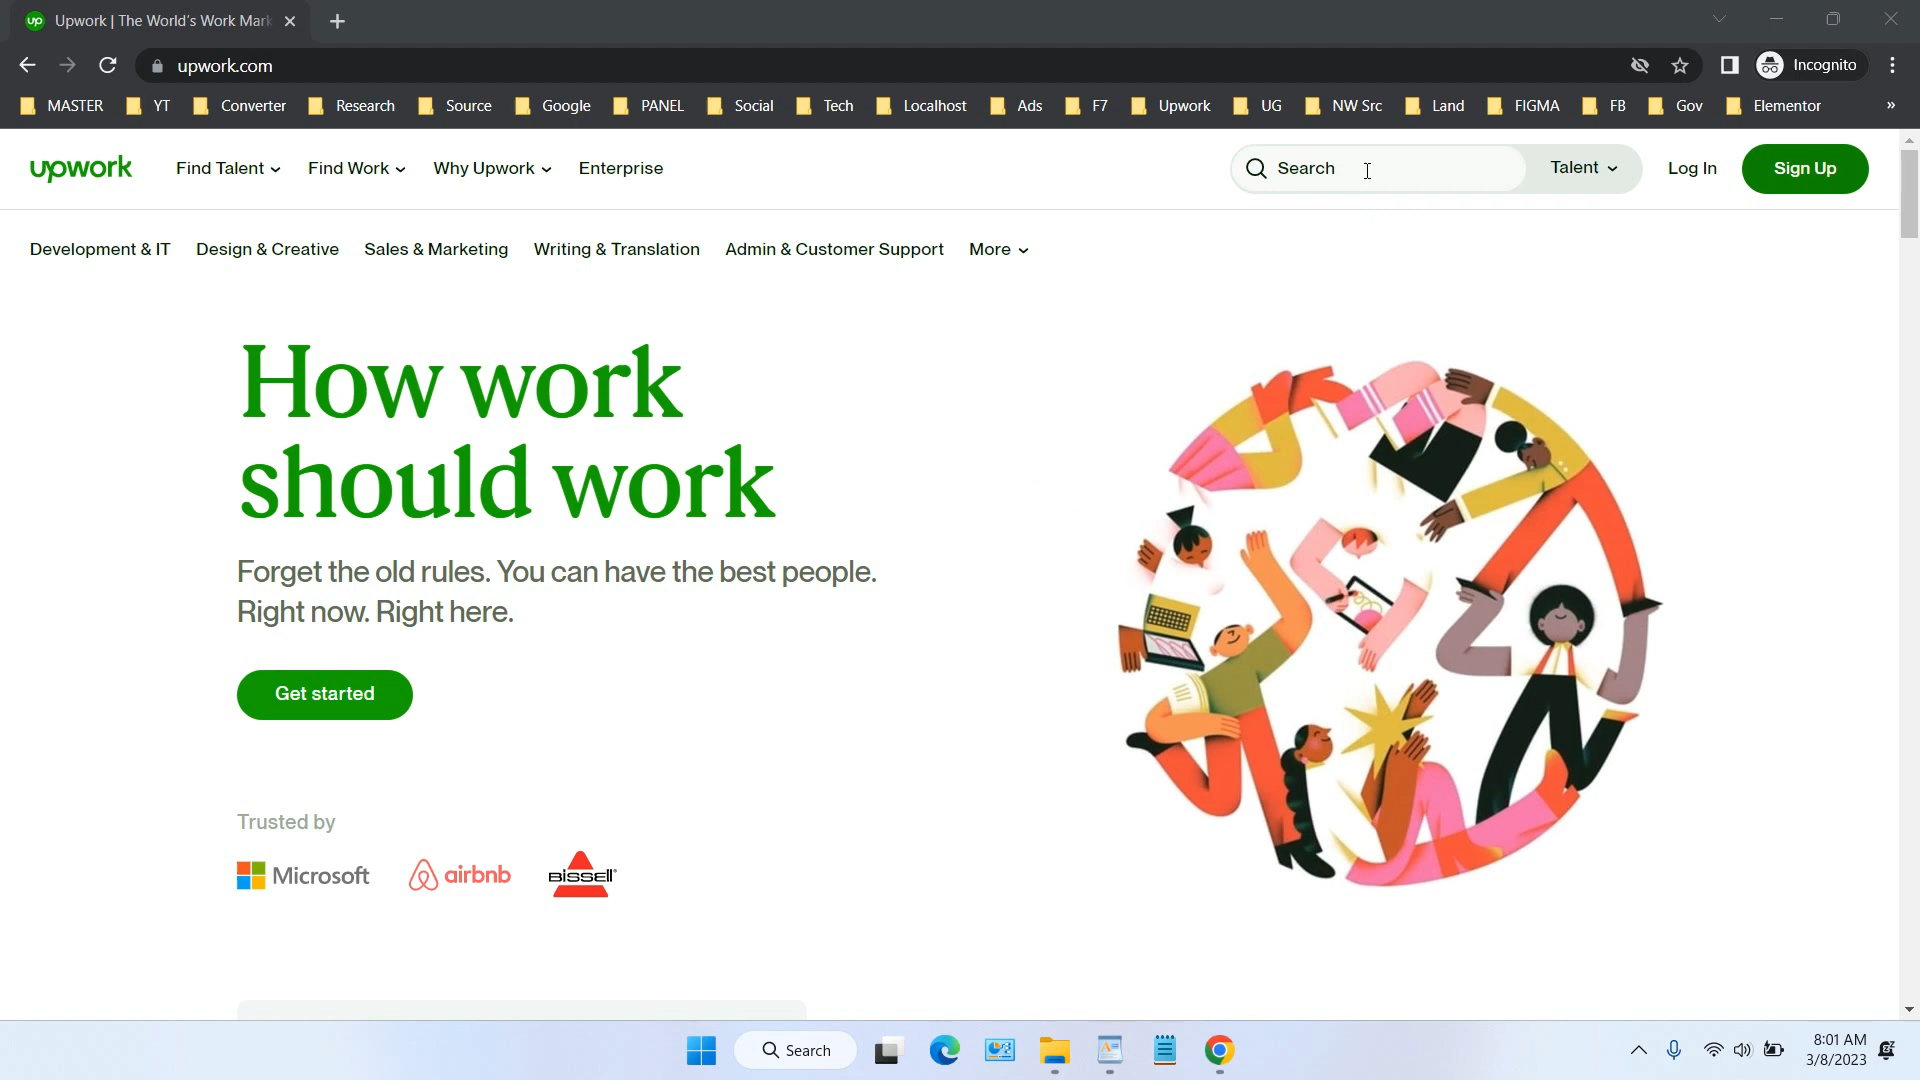 Upwork | The World's Work Mark
upwork.com
Incognito
MASTER YT Converter Research Source Google PANEL Social Tech Localhost Ads F7 Upwork UG NW Src Land FIGMA FB Gov Elementor »
upwork Find Talent Find Work Why Upwork Enterprise Search Talent Log In Sign Up
Development & IT Design & Creative Sales & Marketing Writing & Translation Admin & Customer Support More
How work
should work
Forget the old rules. You can have the best people.
Right now. Right here.
Get started
Trusted by
Microsoft airbnb BISSELL
Search
8:01 AM
3/8/2023